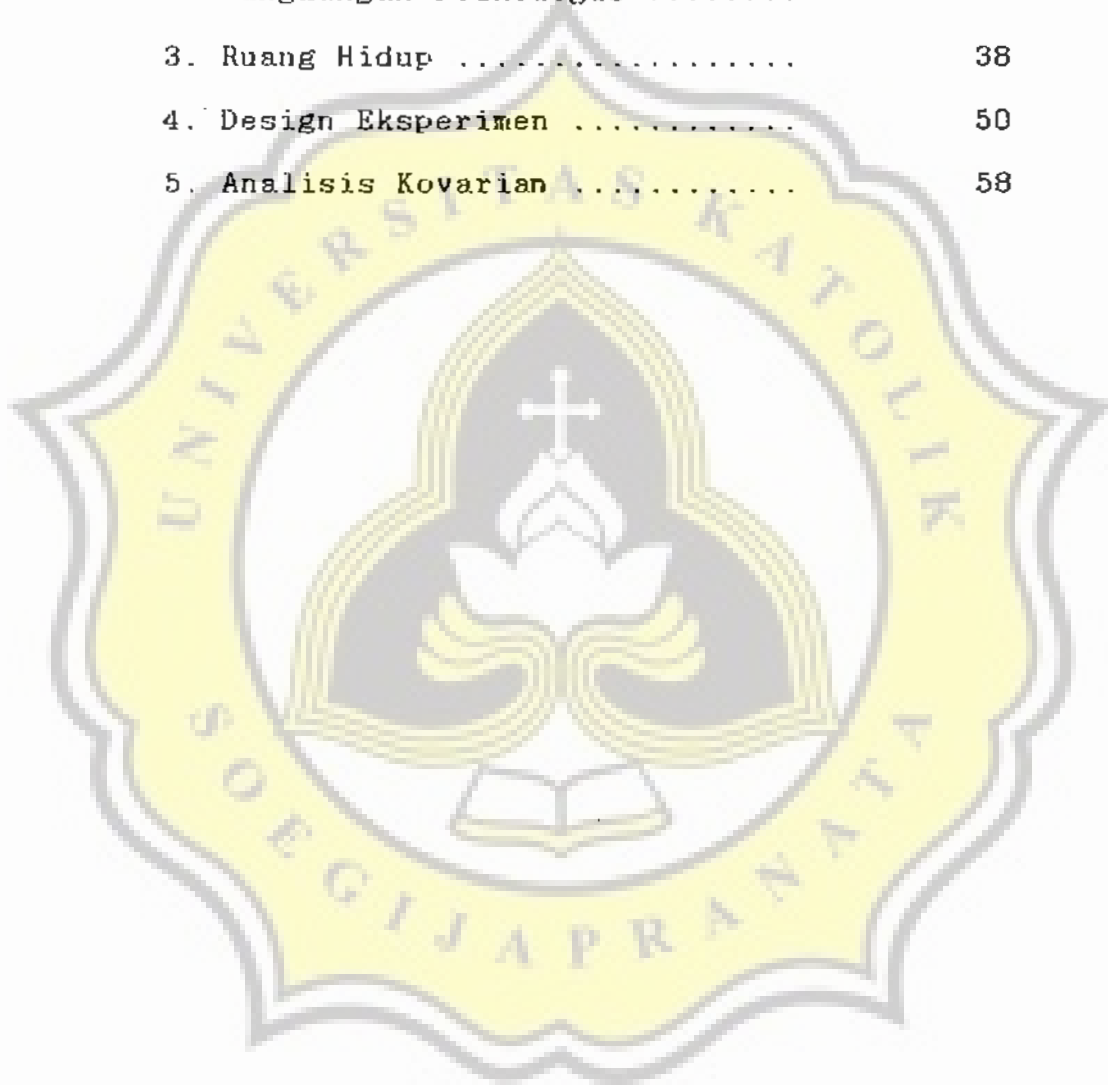 3. Ruang Hidup .................. 38
4. Design Eksperimen ............ 50
5. Analisis Kovarian ............ 58
UNIVERSITAS KATOLIK
SOEGIJAPRANATA